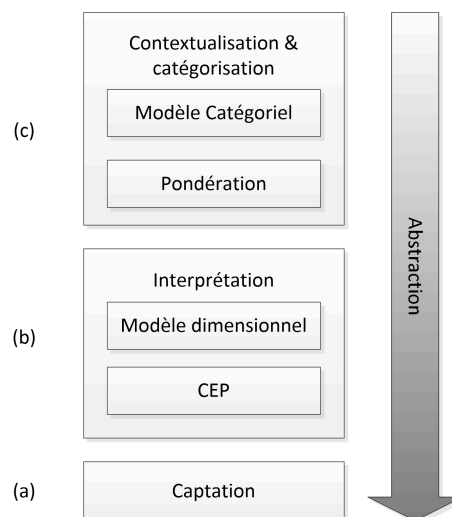 Contextualisation &
catégorisation
Modèle Catégoriel
(c)
Pondération
Abstraction
Interprétation
Modèle dimensionnel
(b)
CEP
(a)
Captation